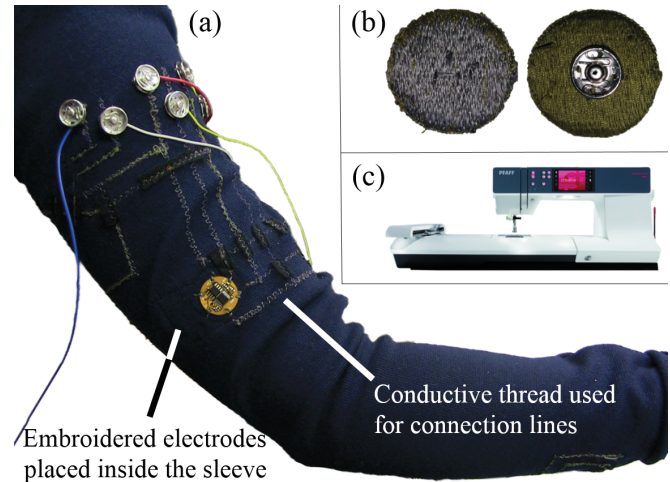 (a)
(b)
(c)
PFAFF
Embroidered electrodes
placed inside the sleeve
Conductive thread used
for connection lines